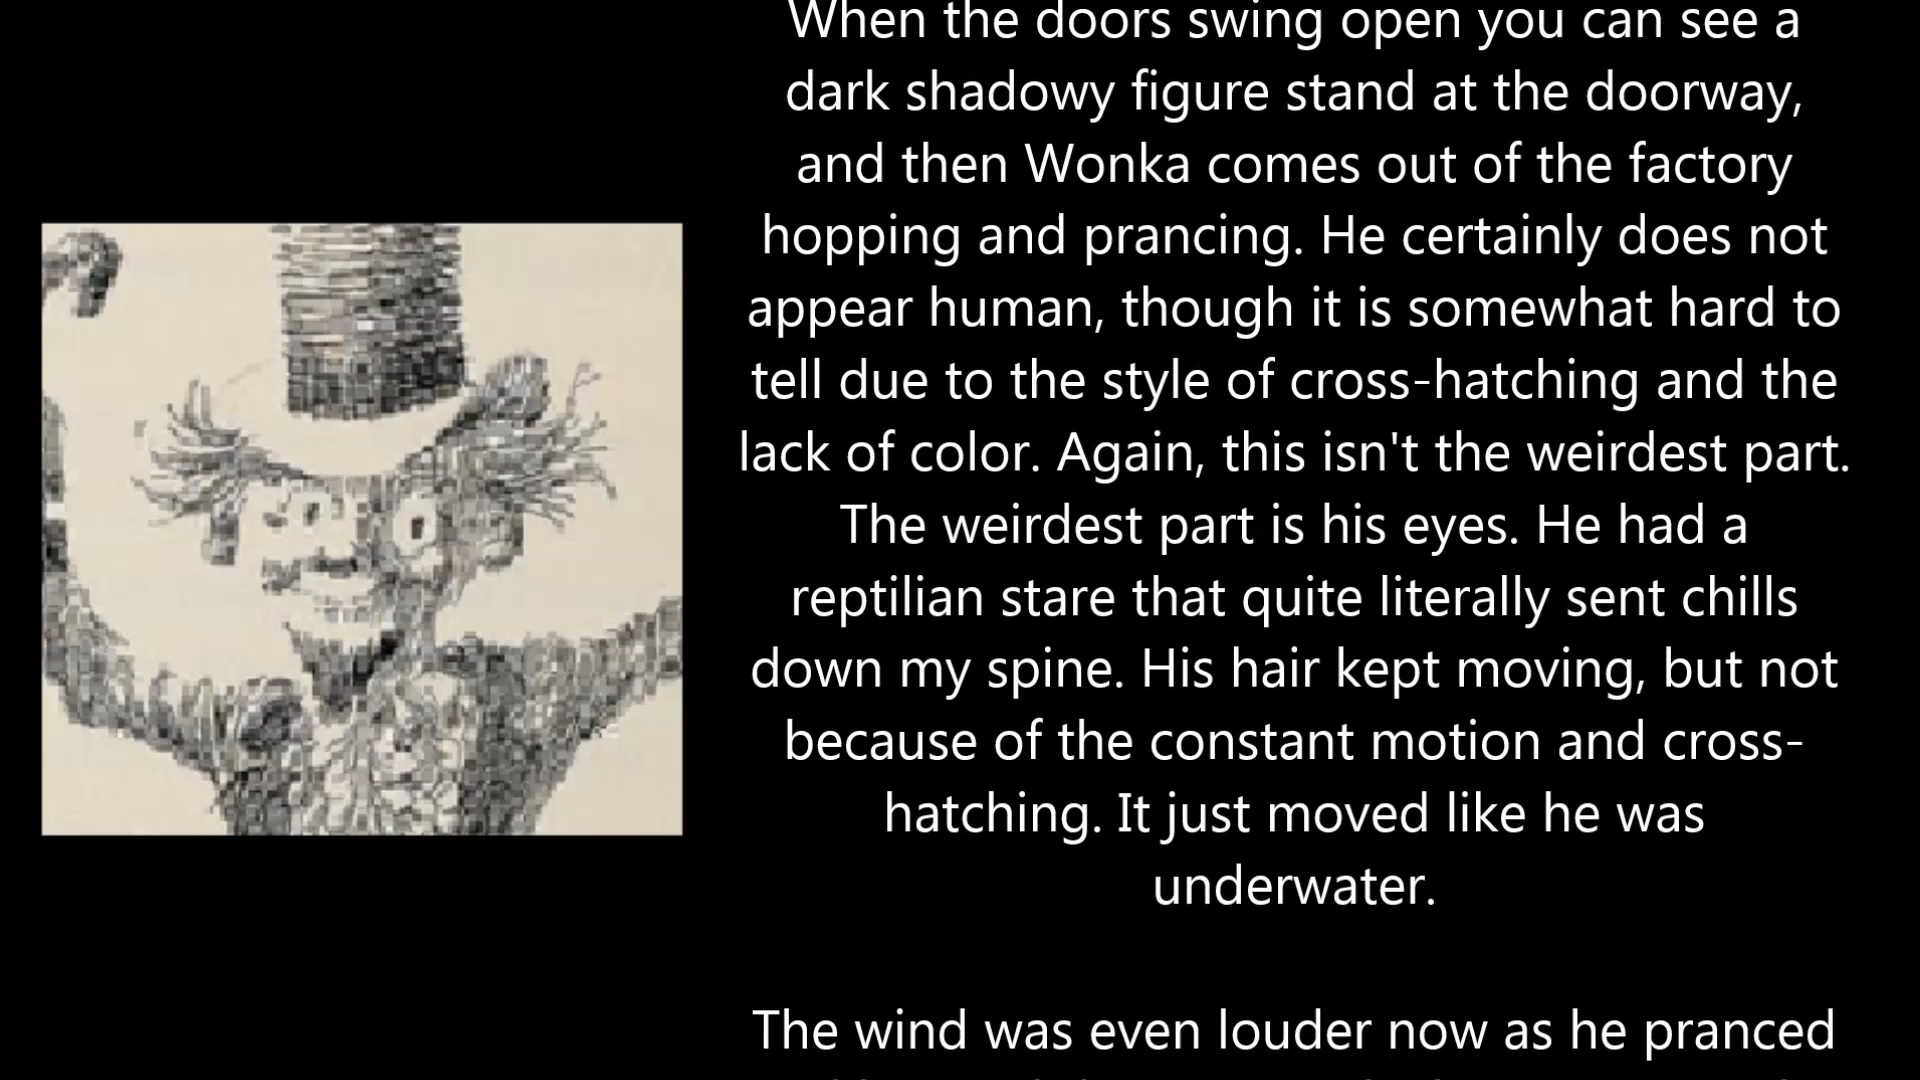 When the doors swing open you can see a
dark shadowy figure stand at the doorway,
and then Wonka comes out of the factory
hopping and prancing. He certainly does not
appear human, though it is somewhat hard to
tell due to the style of cross-hatching and the
lack of color. Again, this isn't the weirdest part.
The weirdest part is his eyes. He had a
reptilian stare that quite literally sent chills
down my spine. His hair kept moving, but not
because of the constant motion and cross-
hatching. It just moved like he was
underwater.
The wind was even louder now as he pranced